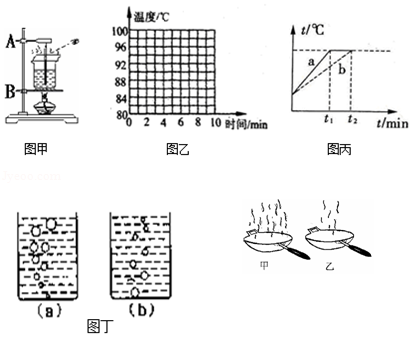 A
B
图甲
温度/℃
100
96
92
88
84
80
0 2 4 6 8 10 时间/min
图乙
t/℃
a
b
t₁ t₂ t/min
图丙
(a)
(b)
图丁
甲
乙